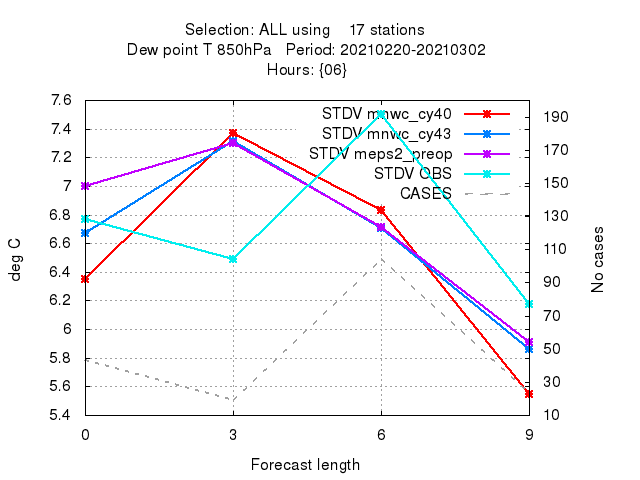 Selection: ALL using    17 stations
Dew point T 850hPa   Period: 20210220-20210302
Hours: {06}
STDV mnwc_cy40
STDV mnwc_cy43
STDV meps2_preop
STDV OBS
CASES
7.6
7.4
7.2
7
6.8
6.6
6.4
6.2
6
5.8
5.6
5.4
deg C
190
170
150
130
110
90
70
50
30
10
No cases
0 3 6 9
Forecast length